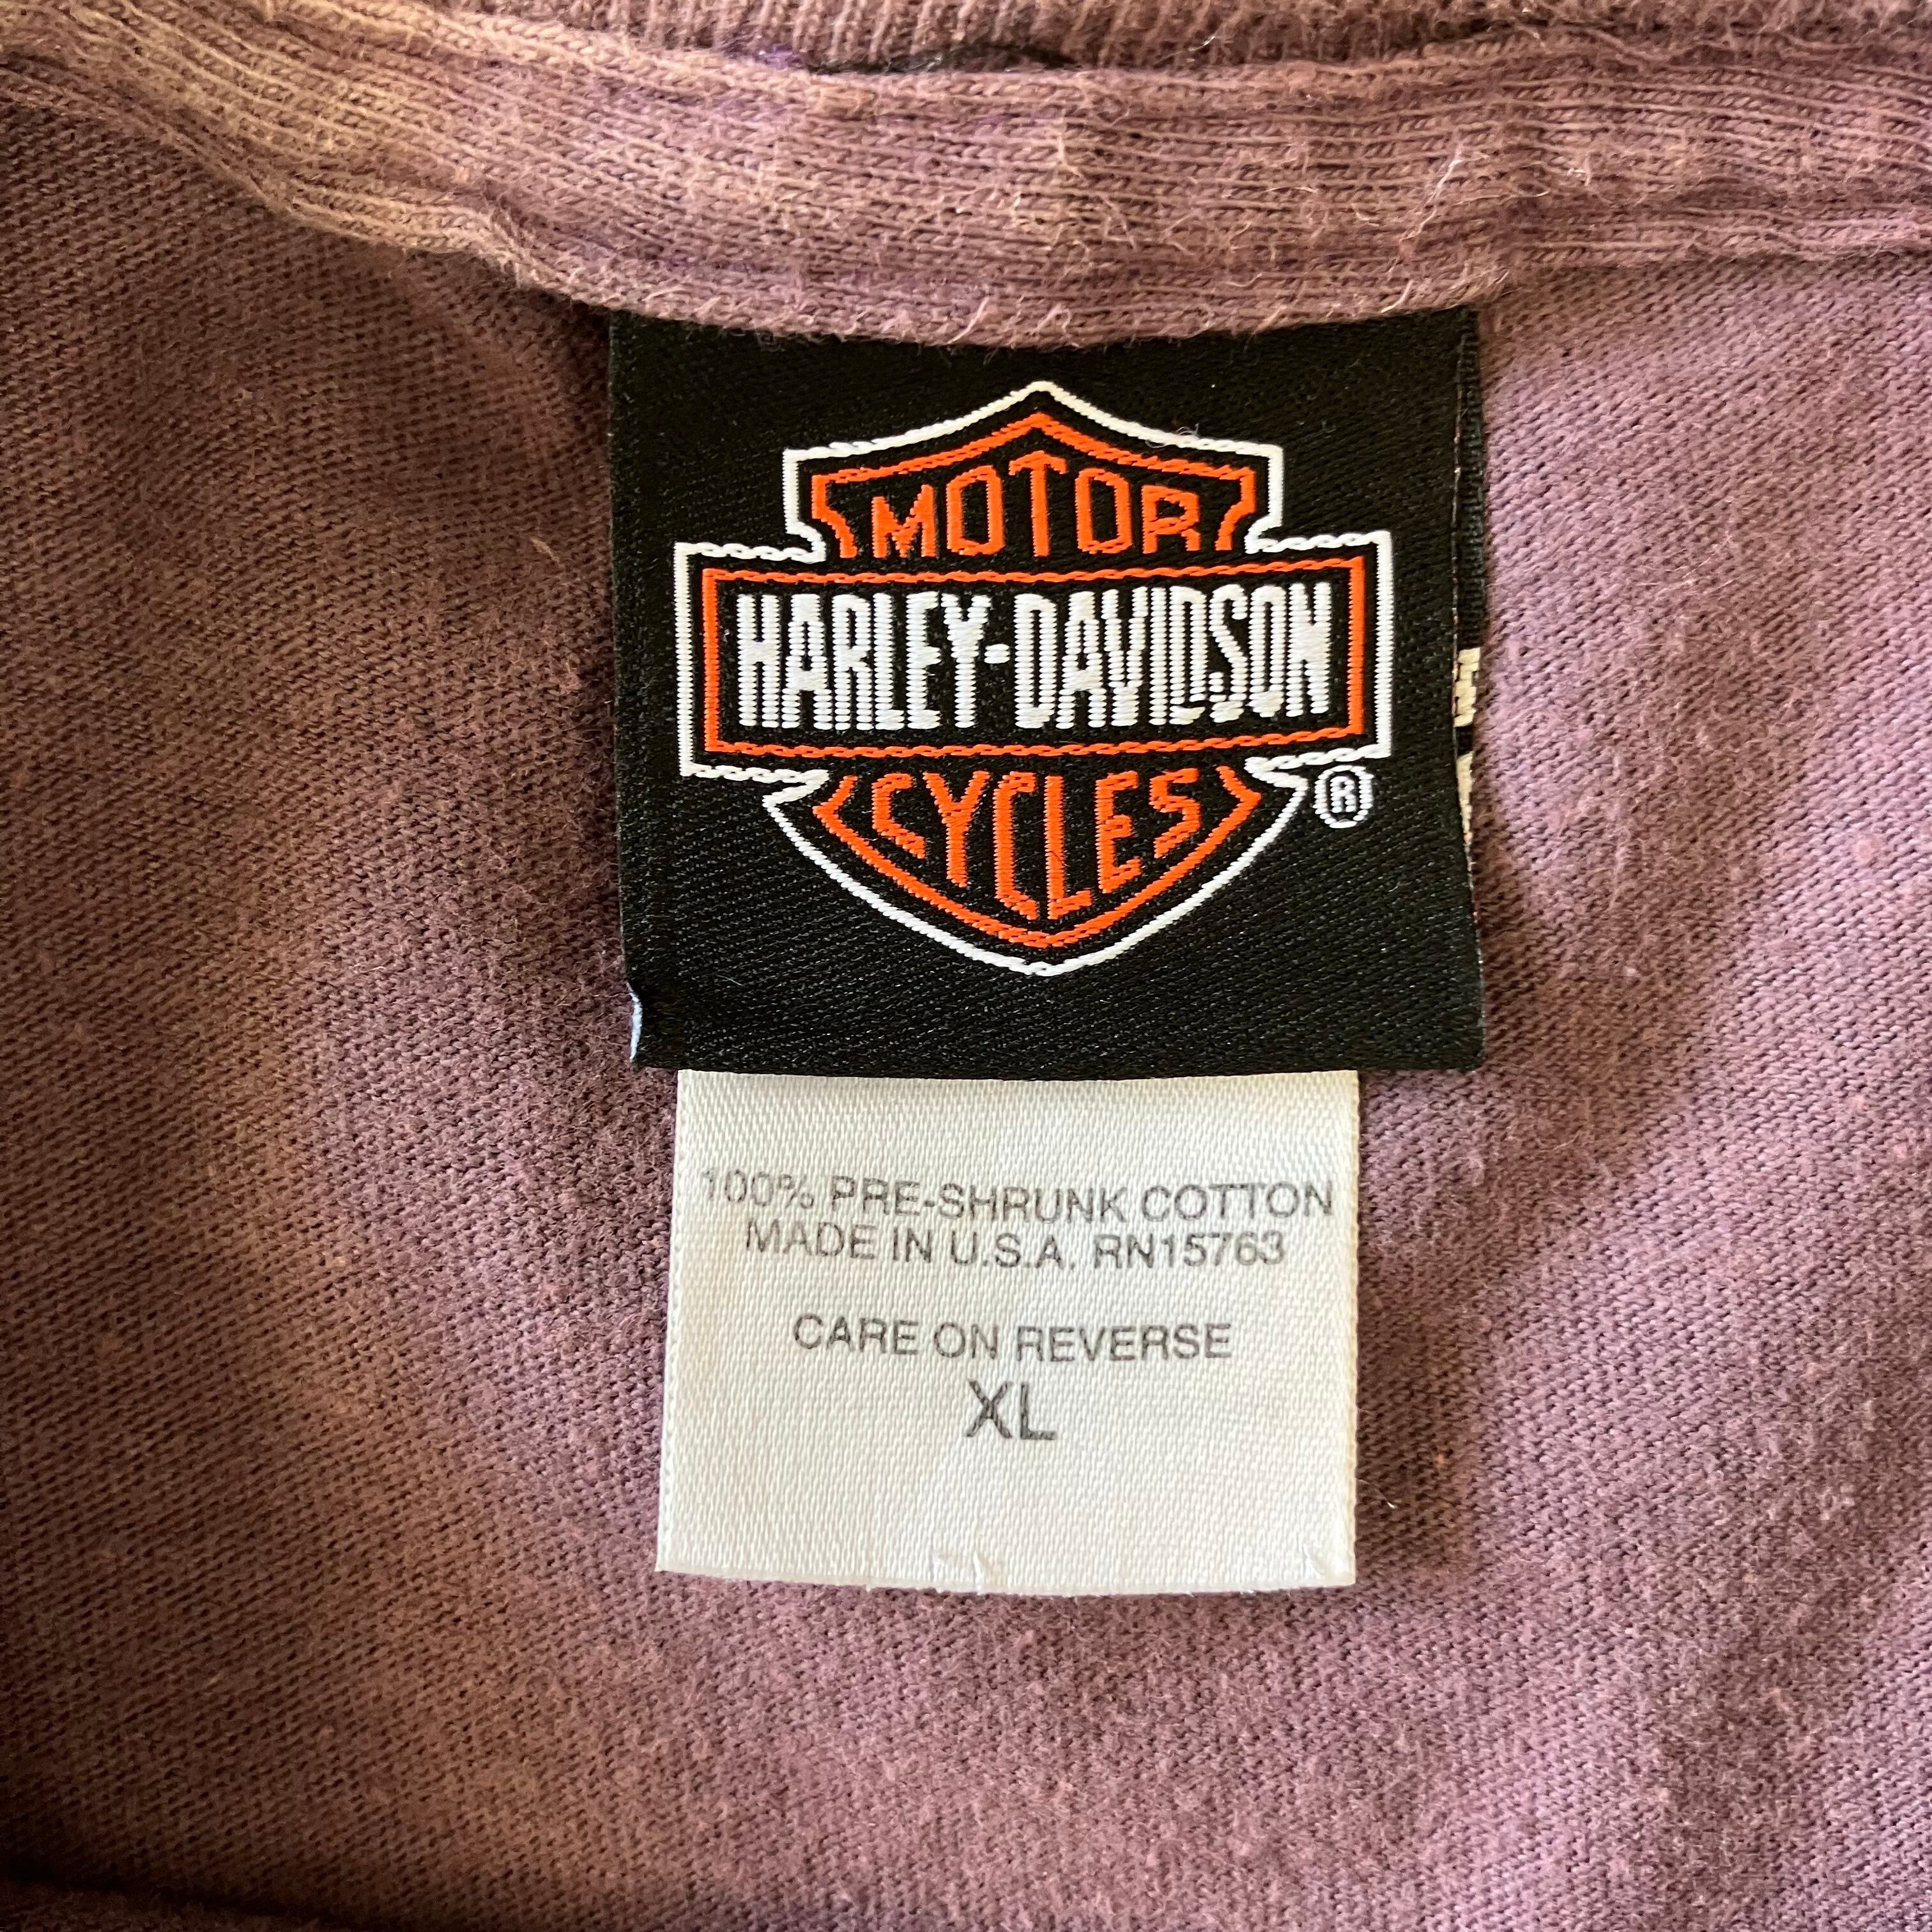 MOTOR
HARLEY-DAVIDSON
CYCLES
®
100% PRE-SHRUNK COTTON
MADE IN U.S.A. RN15763
CARE ON REVERSE
XL